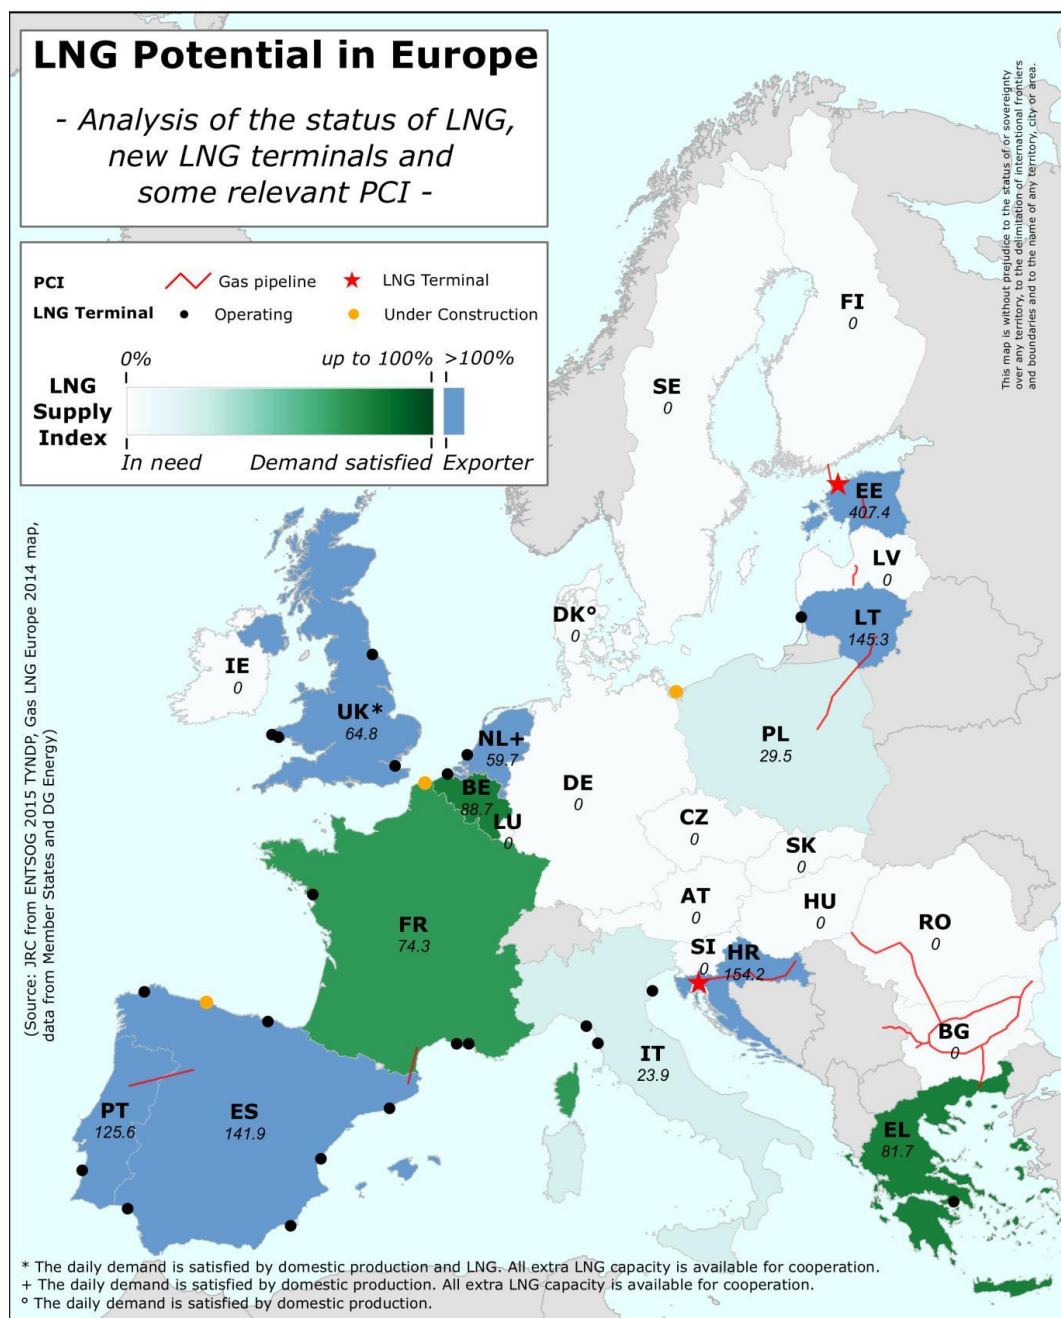 LNG Potential in Europe
- Analysis of the status of LNG,
new LNG terminals and
some relevant PCI -
PCI
Gas pipeline
LNG Terminal
LNG Terminal
Operating
Under Construction
0%
up to 100%
>100%
LNG
Supply
Index
In need
Demand satisfied
Exporter
This map is without prejudice to the status of or sovereignty
over any territory, to the delimitation of international frontiers
and boundaries and to the name of any territory, city or area.
(Source: JRC from ENTSOG 2015 TYNDP, Gas LNG Europe 2014 map,
data from Member States and DG Energy)
FI
0
SE
0
EE
407.4
LV
0
LT
145.3
DK°
0
IE
0
UK*
64.8
NL+
59.7
BE
88.7
LU
0
DE
0
PL
29.5
CZ
0
SK
0
AT
0
HU
0
RO
0
SI
0
HR
154.2
FR
74.3
BG
0
IT
23.9
PT
125.6
ES
141.9
EL
81.7
* The daily demand is satisfied by domestic production and LNG. All extra LNG capacity is available for cooperation.
+ The daily demand is satisfied by domestic production. All extra LNG capacity is available for cooperation.
° The daily demand is satisfied by domestic production.